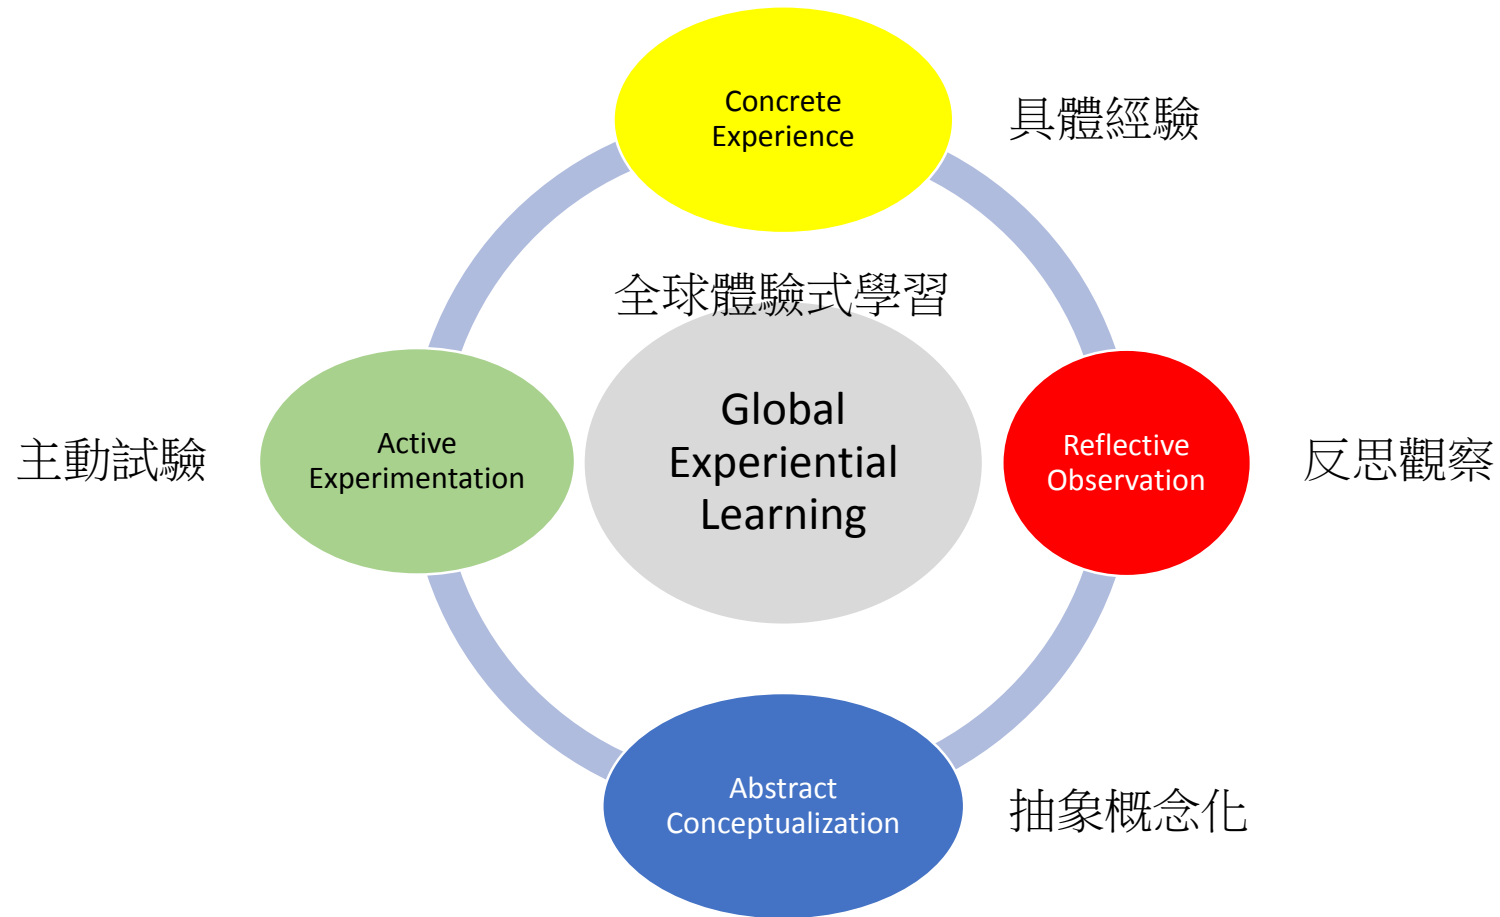 Concrete
Experience
具體經驗
全球體驗式學習
Global
Experiential
Learning
主動試驗
Active
Experimentation
Reflective
Observation
反思觀察
Abstract
Conceptualization
抽象概念化